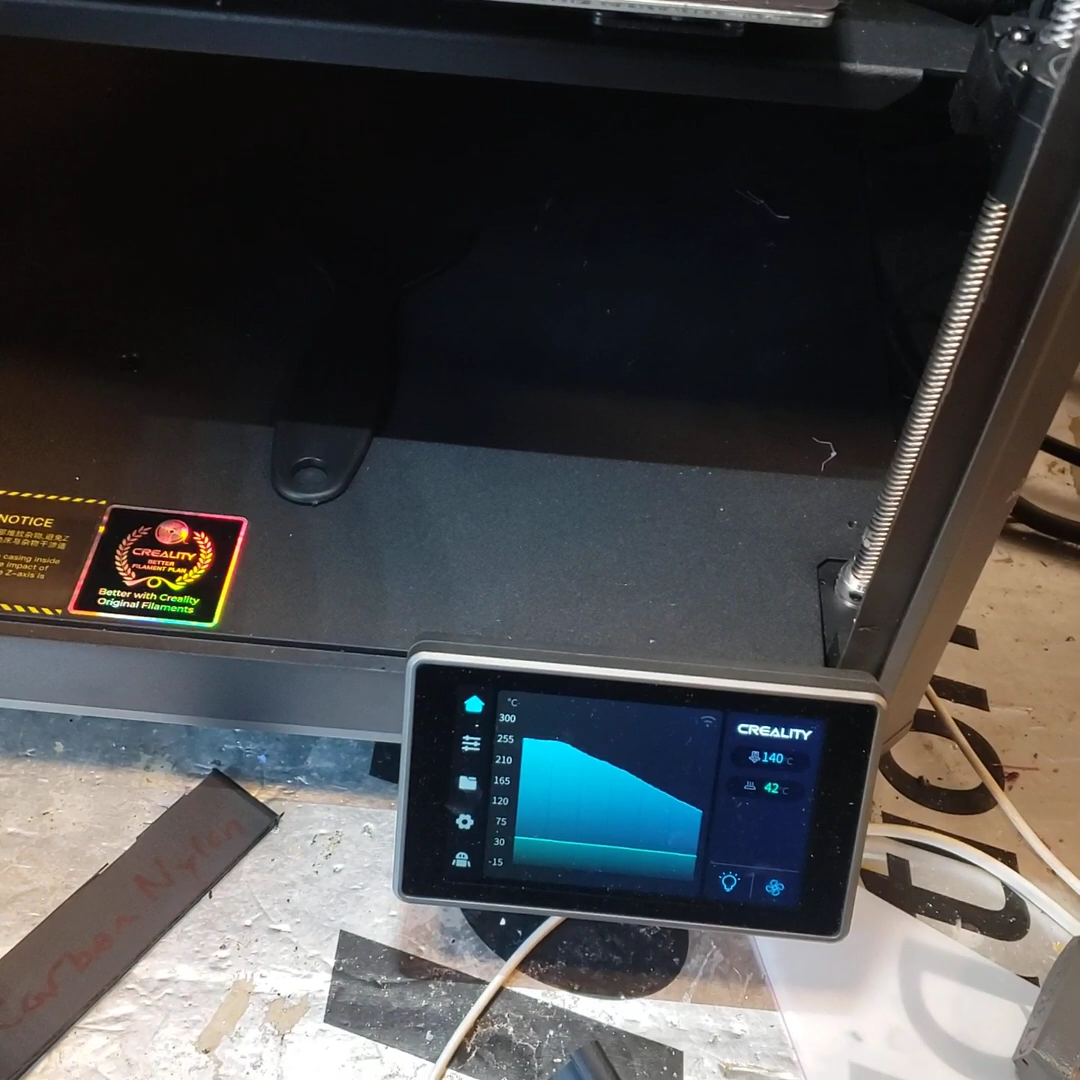 NOTICE
casing inside
impact of
Z-axis is
CREALITY
BETTER
FILAMENT PLAN
Better with Creality
Original Filaments
°C
300
255
210
165
120
75
30
-15
CREALITY
140°C
42°C
Carbon Nylon